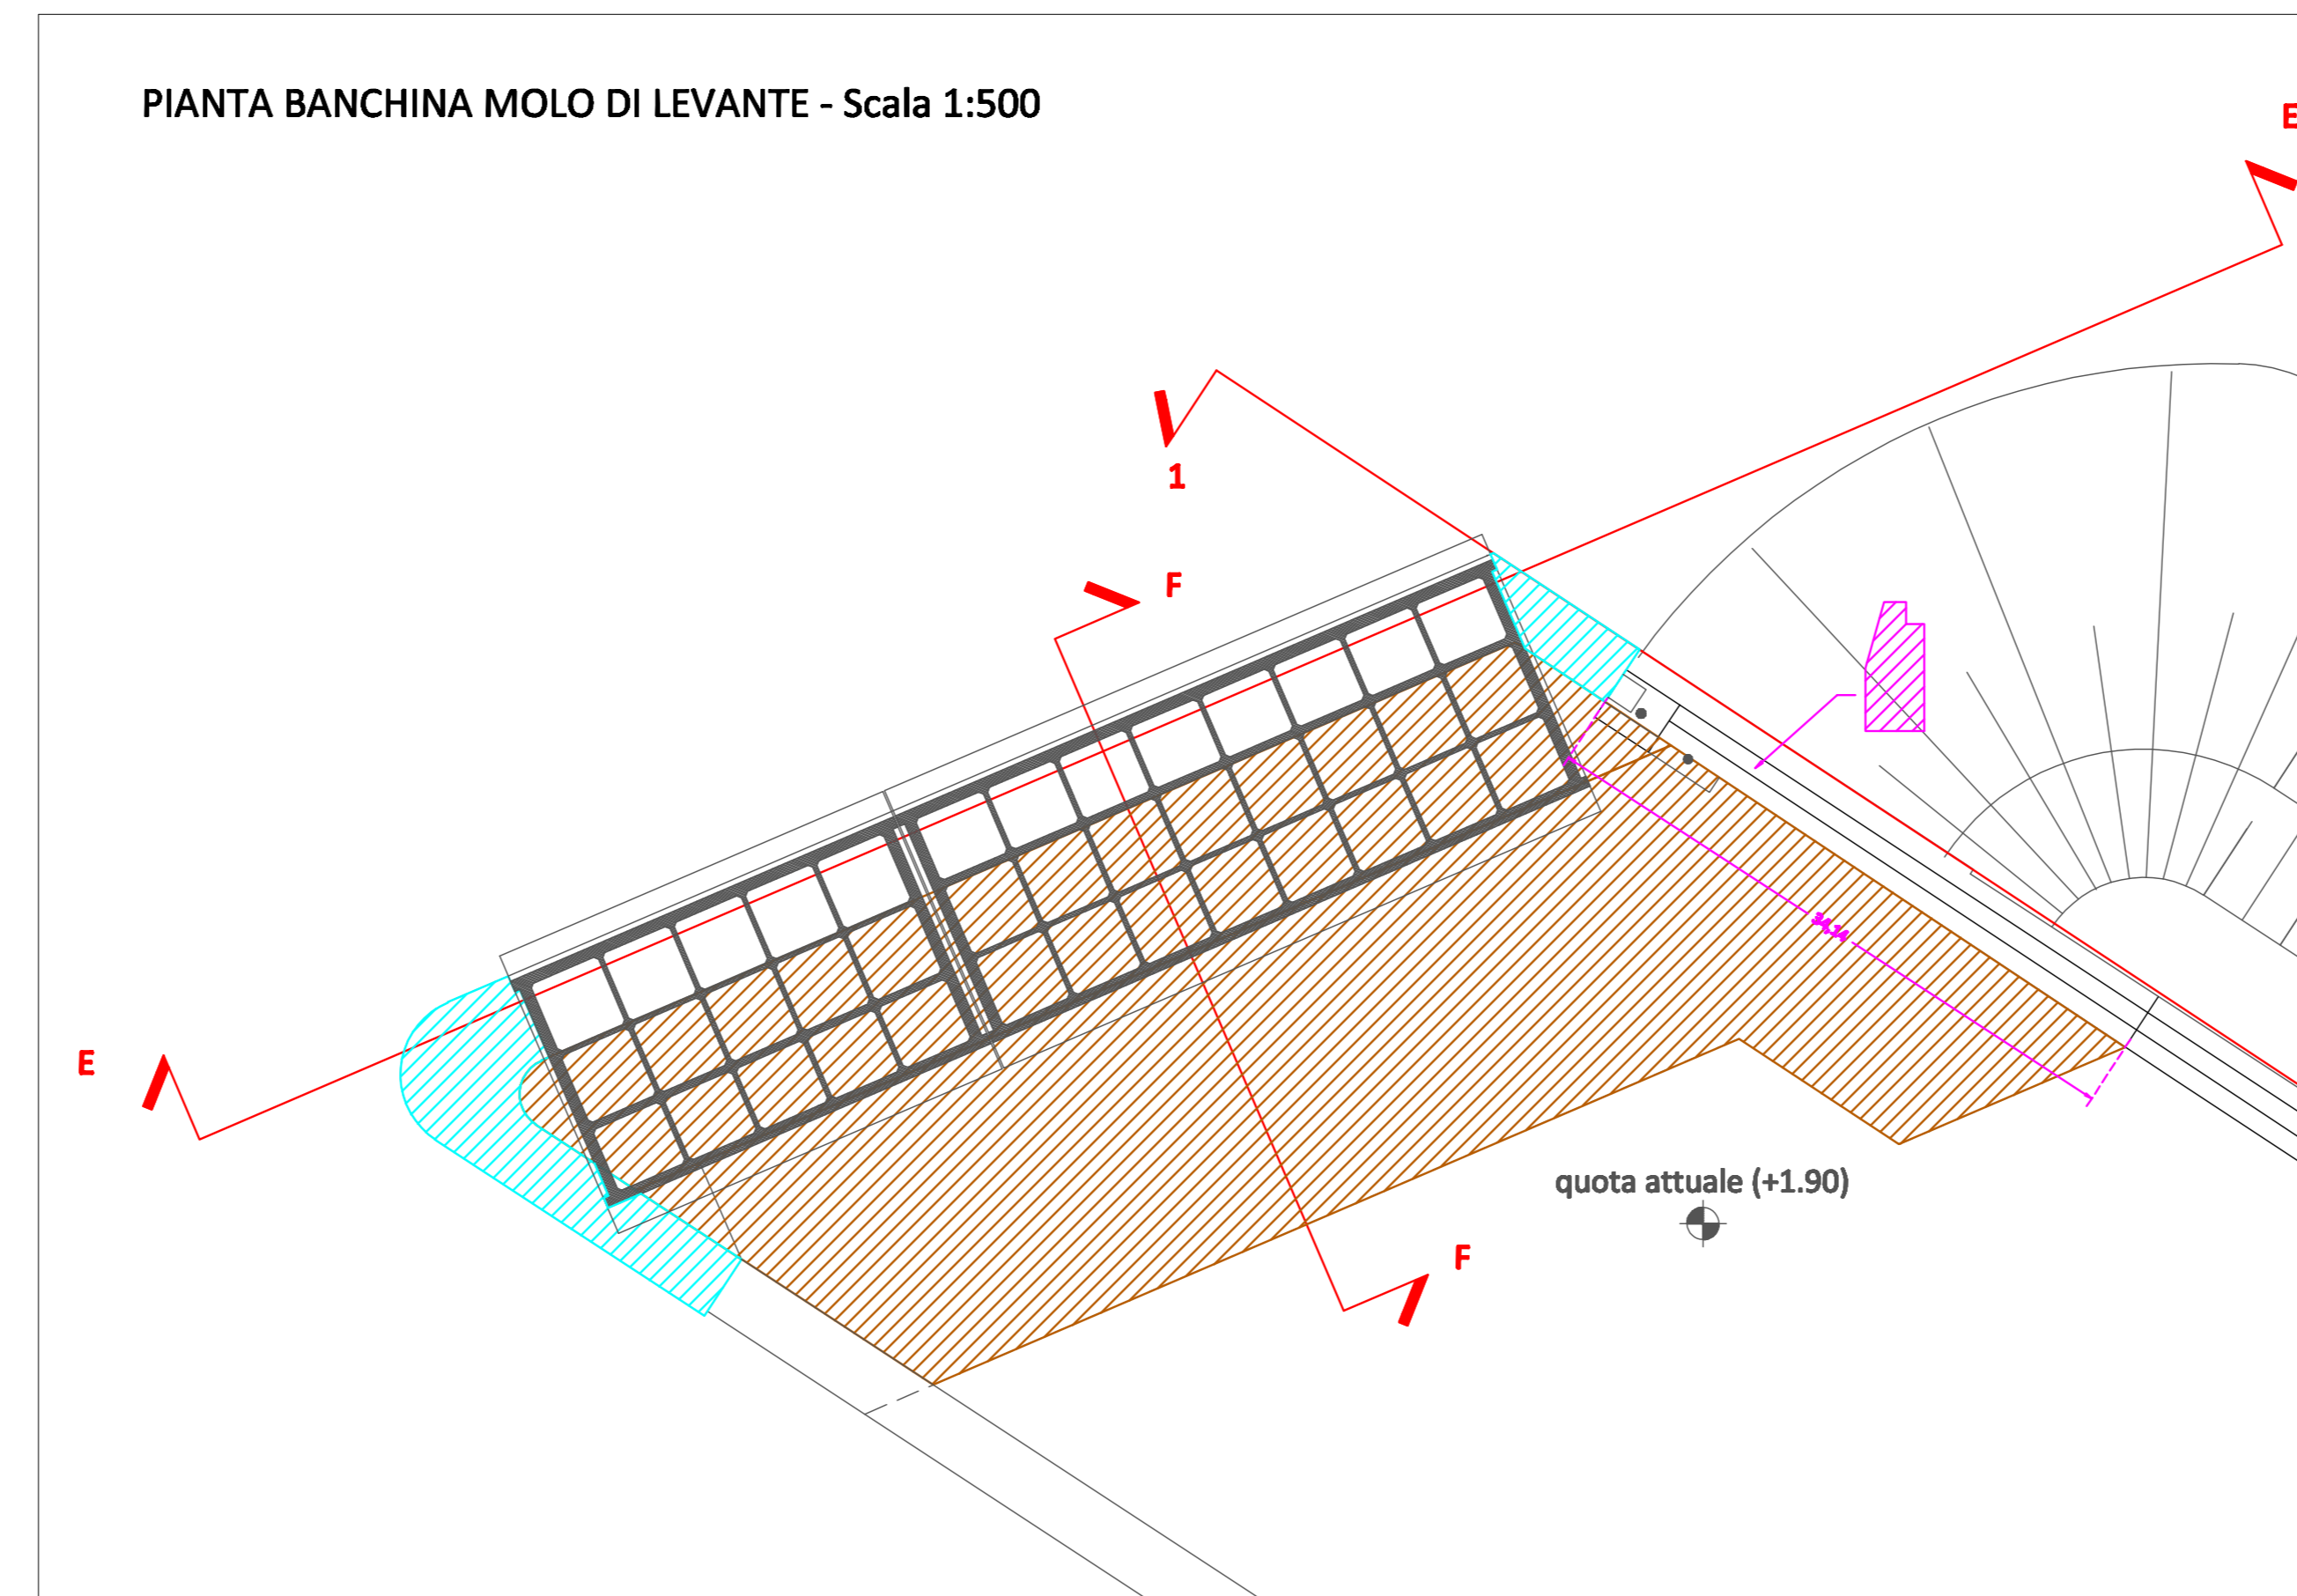 PIANTA BANCHINA MOLO DI LEVANTE - Scala 1:500
E
1
F
E
F
quota attuale (+1.90)